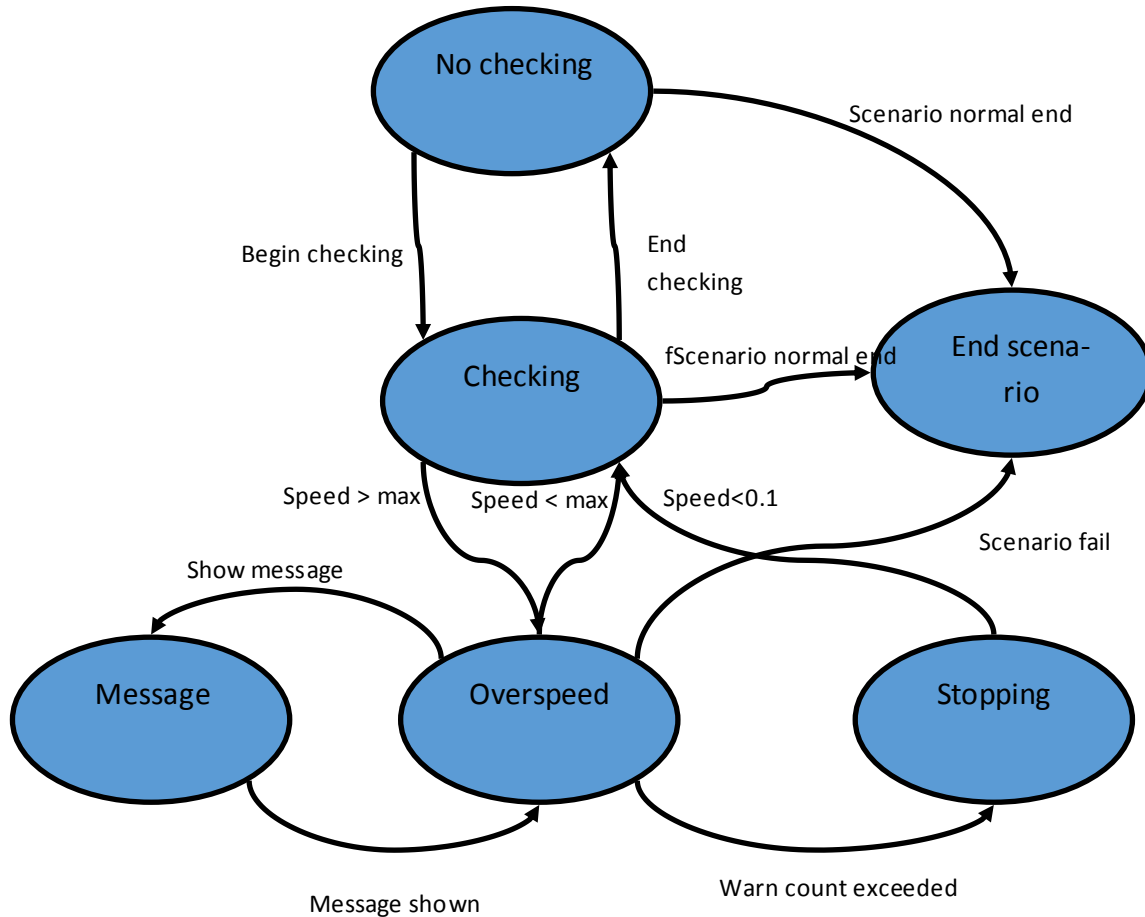 No checking
Scenario normal end
Begin checking
End
checking
fScenario normal end
End scena-
rio
Checking
Speed > max
Speed < max
Speed<0.1
Scenario fail
Show message
Message
Overspeed
Stopping
Message shown
Warn count exceeded